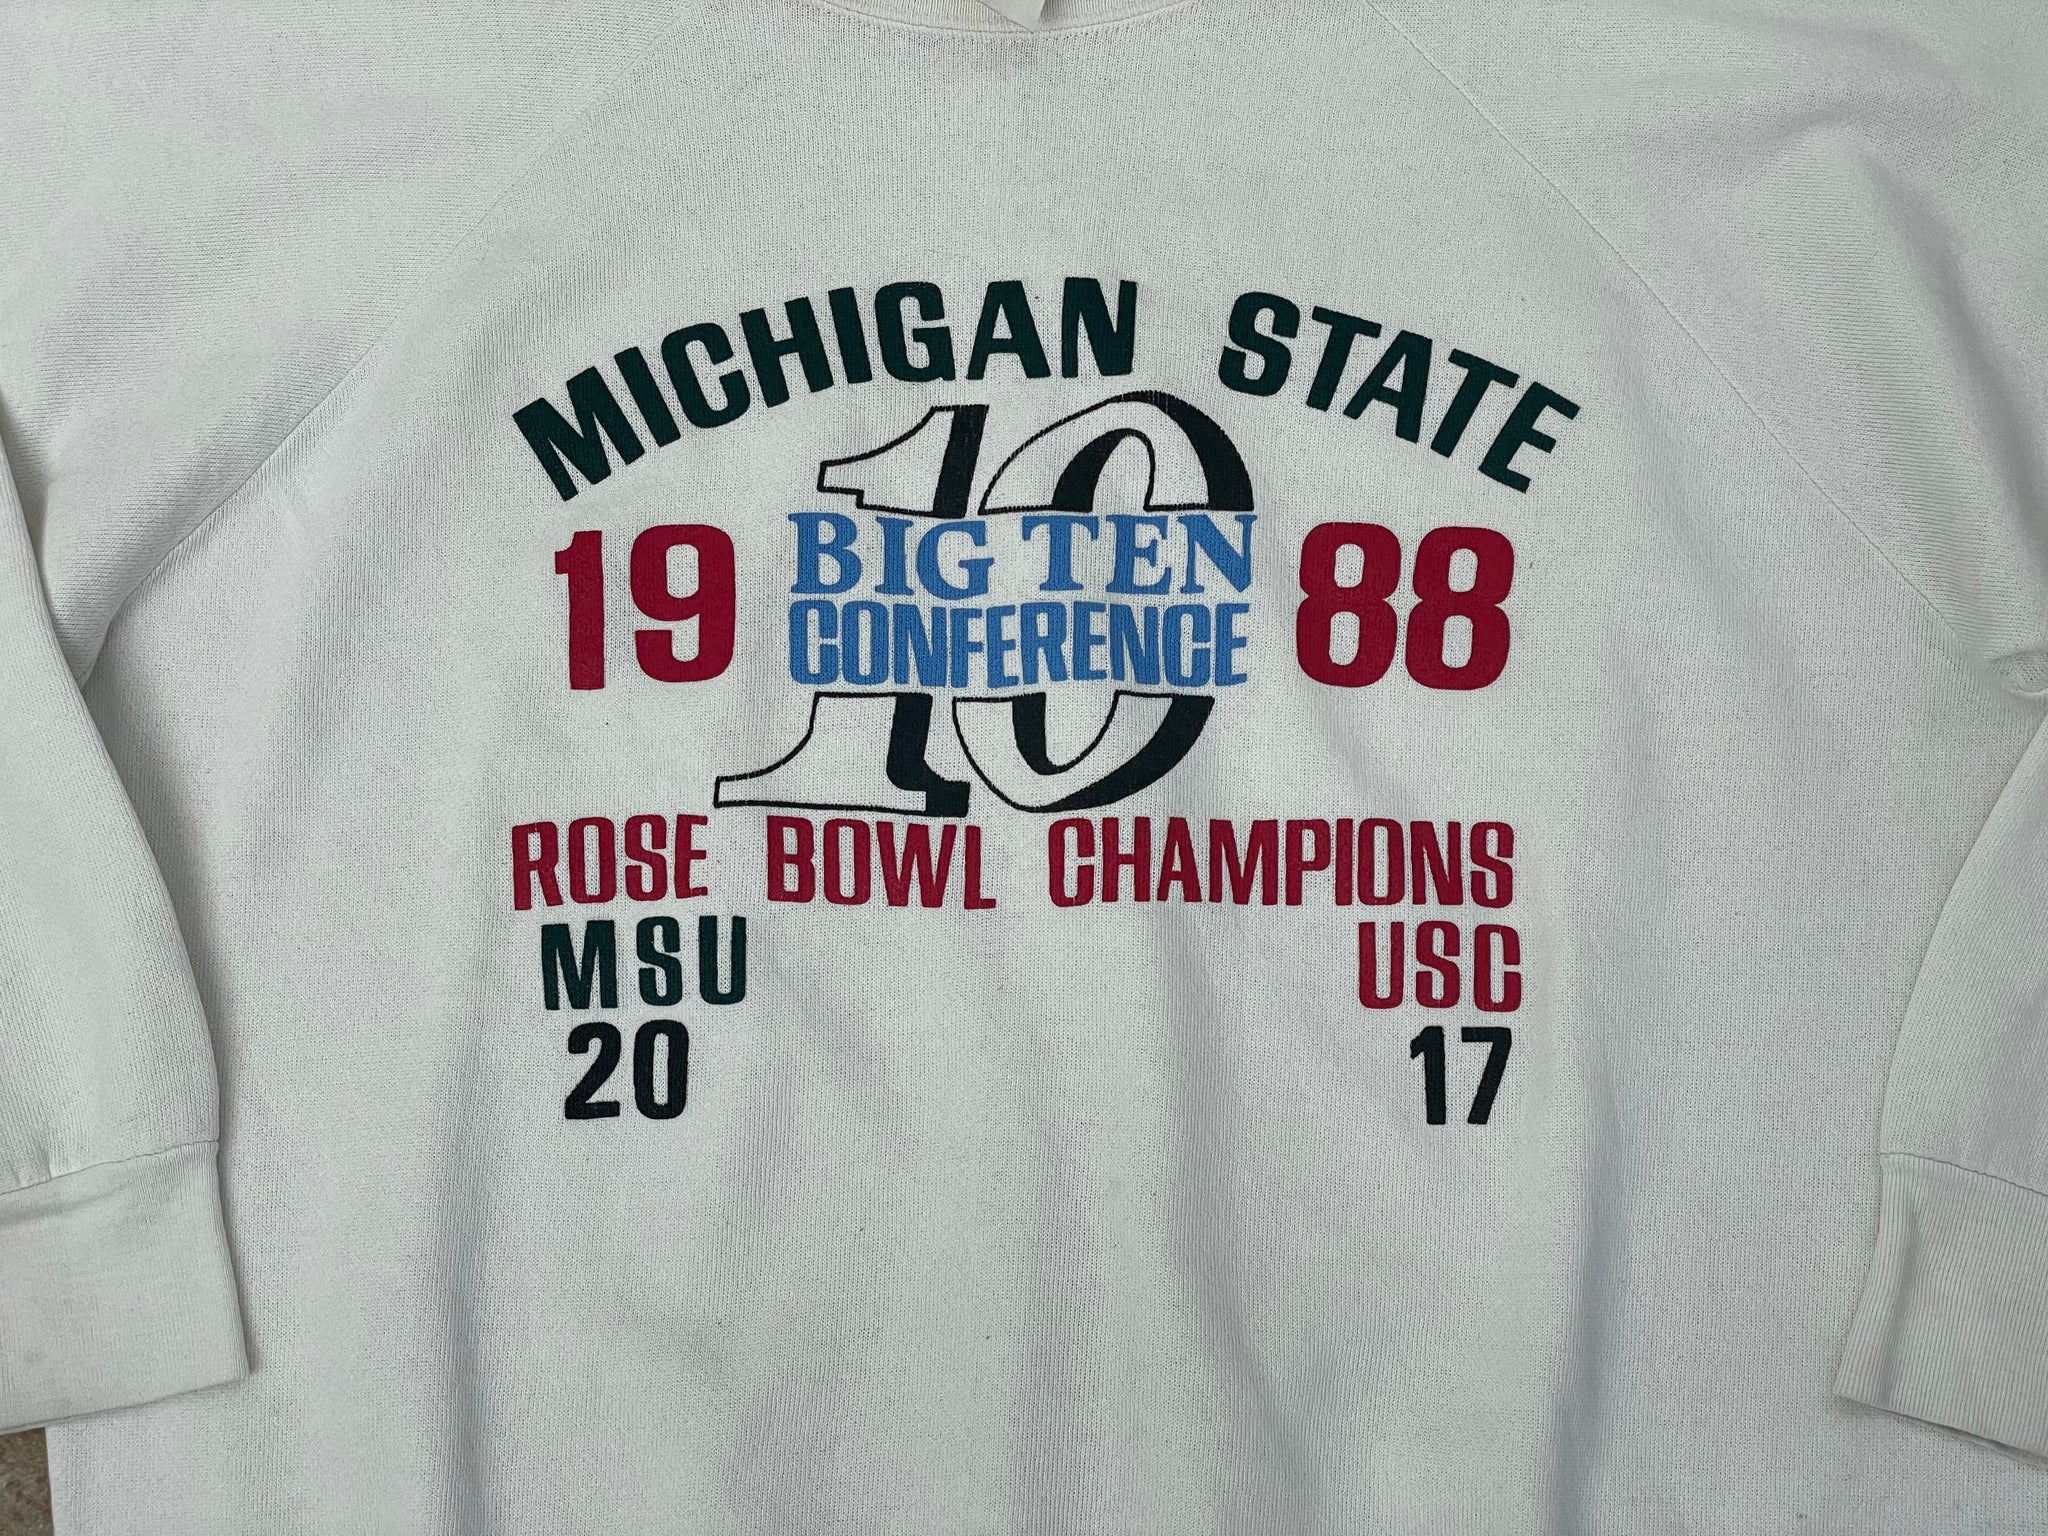 MICHIGAN STATE
10
19 BIG TEN 88
CONFERENCE
ROSE BOWL CHAMPIONS
MSU USC
20 17